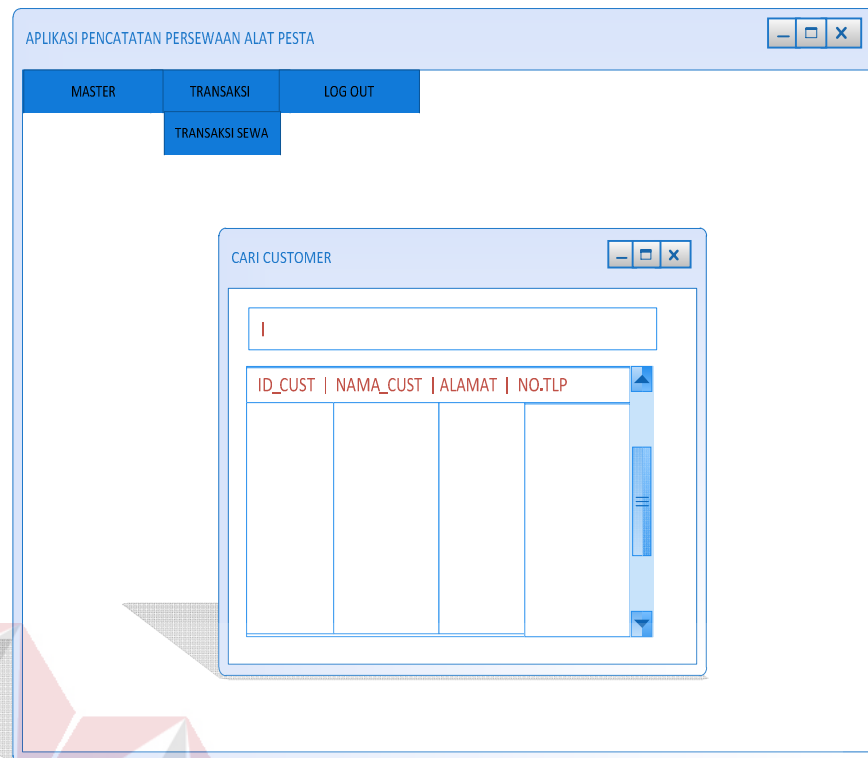 APLIKASI PENCATATAN PERSEWAAN ALAT PESTA
MASTER TRANSAKSI LOG OUT
TRANSAKSI SEWA
CARI CUSTOMER
ID_CUST | NAMA_CUST | ALAMAT | NO.TLP